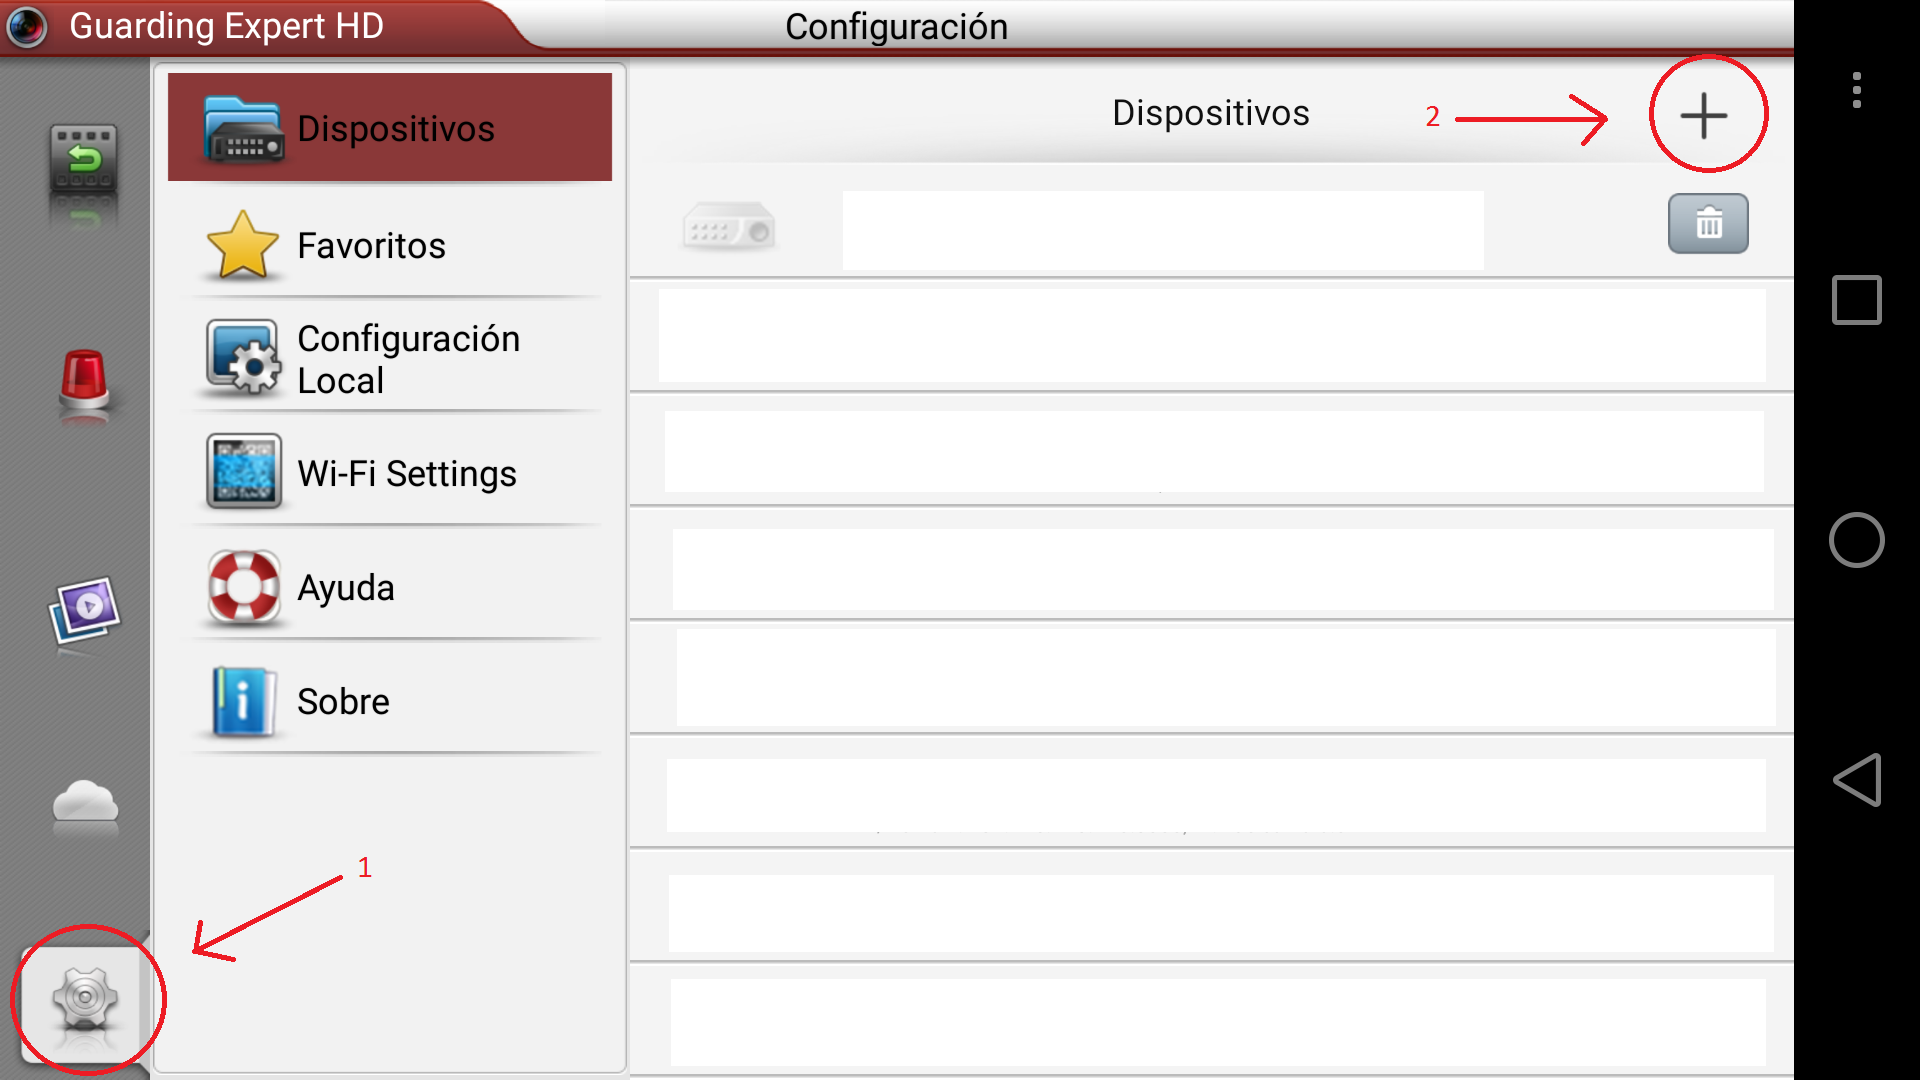 Guarding Expert HD
Configuración
Dispositivos
Favoritos
Configuración
Local
Wi-Fi Settings
Ayuda
Sobre
Dispositivos
2
1